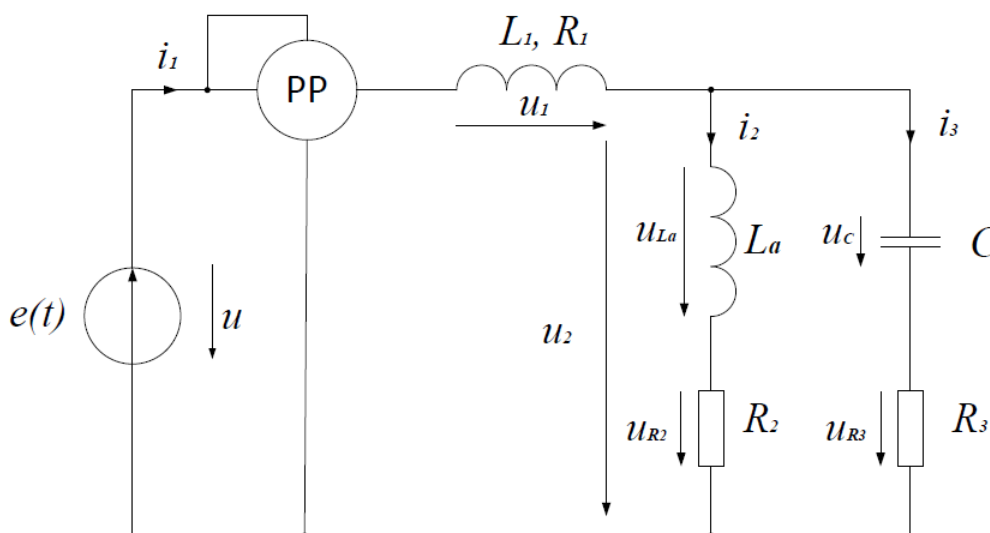 L₁, R₁
i₁
PP
u₁
i₂
i₃
u_La
L_a
u_C
C
e(t)
u
u₂
u_R2
R₂
u_R3
R₃